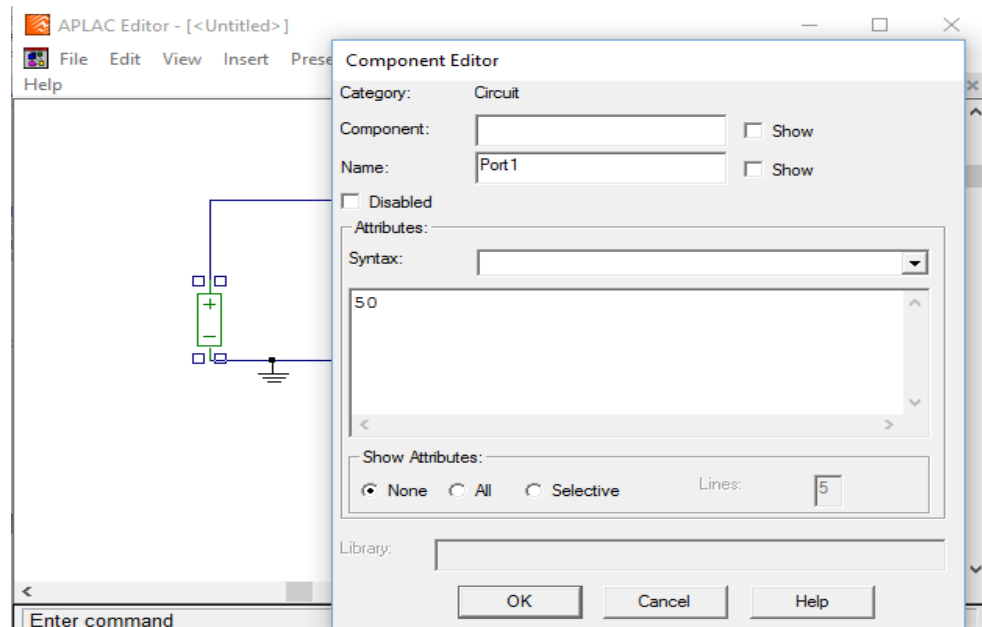 APLAC Editor - [<Untitled>]
File Edit View Insert Prese
Help
Component Editor
Category: Circuit
Component: Show
Name: Port1 Show
Disabled
Attributes:
Syntax:
50
Show Attributes:
None All Selective Lines: 5
Library:
OK Cancel Help
Enter command